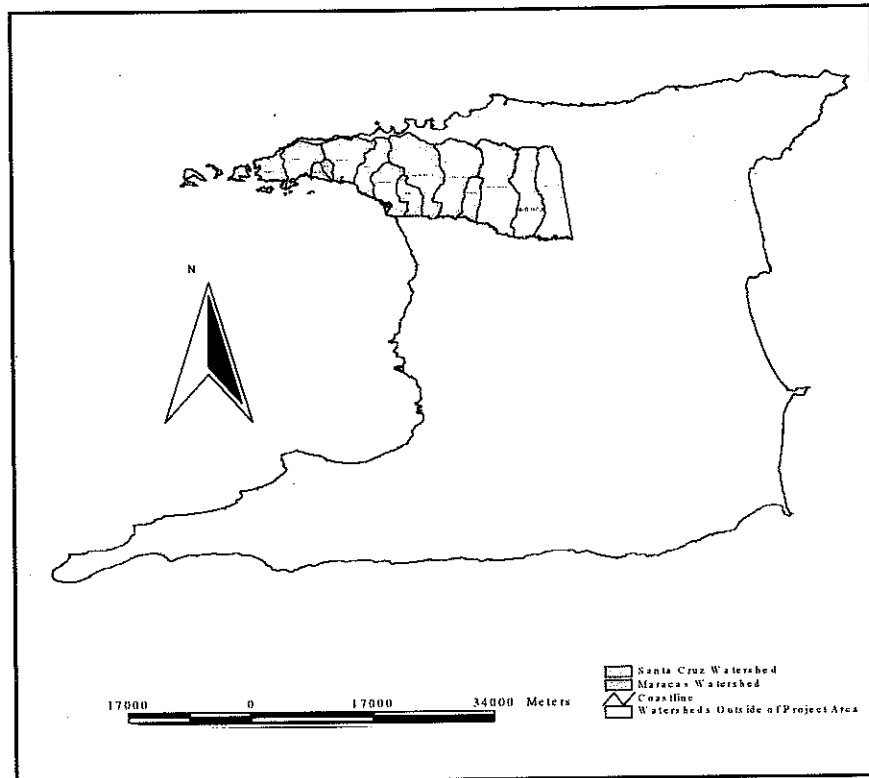 N
17000 0 17000 34000 Meters
Santa Cruz Watershed
Maracas Watershed
Coastline
Watersheds Outside of Project Area